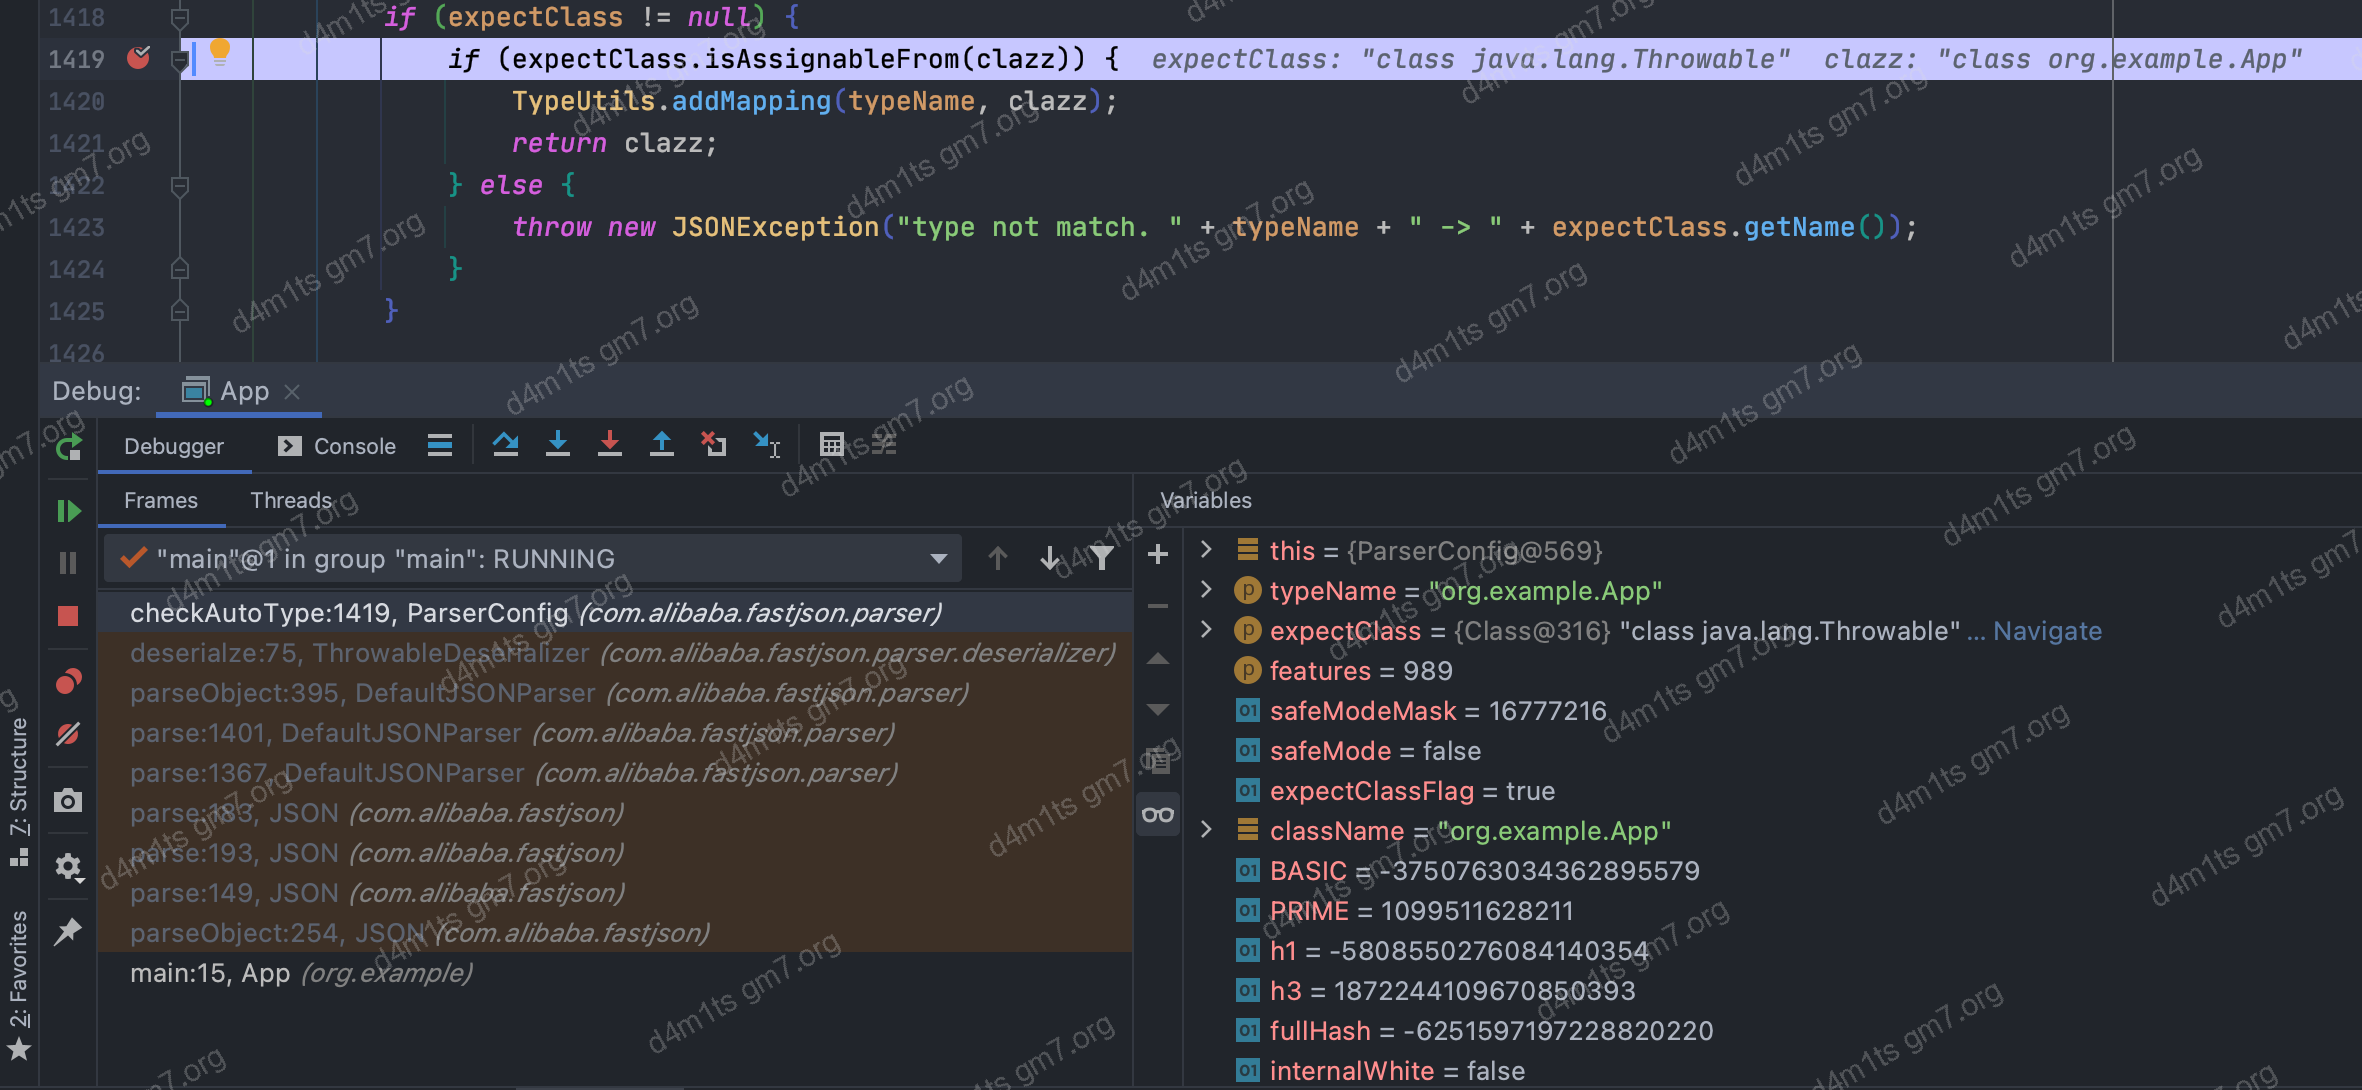 1418 if (expectClass != null) {
1419 if (expectClass.isAssignableFrom(clazz)) { expectClass: "class java.lang.Throwable" clazz: "class org.example.App"
1420 TypeUtils.addMapping(typeName, clazz);
1421 return clazz;
1422 } else {
1423 throw new JSONException("type not match. " + typeName + " -> " + expectClass.getName());
1424 }
1425 }
1426
Debug: App
Debugger Console
Frames Threads
Variables
"main"@1 in group "main": RUNNING
checkAutoType:1419, ParserConfig (com.alibaba.fastjson.parser)
deserialze:75, ThrowableDeserializer (com.alibaba.fastjson.parser.deserializer)
parseObject:395, DefaultJSONParser (com.alibaba.fastjson.parser)
parse:1401, DefaultJSONParser (com.alibaba.fastjson.parser)
parse:1367, DefaultJSONParser (com.alibaba.fastjson.parser)
parse:183, JSON (com.alibaba.fastjson)
parse:193, JSON (com.alibaba.fastjson)
parse:149, JSON (com.alibaba.fastjson)
parseObject:254, JSON (com.alibaba.fastjson)
main:15, App (org.example)
this = {ParserConfig@569}
typeName = "org.example.App"
expectClass = {Class@316} "class java.lang.Throwable" ... Navigate
features = 989
safeModeMask = 16777216
safeMode = false
expectClassFlag = true
className = "org.example.App"
BASIC = -3750763034362895579
PRIME = 1099511628211
h1 = -5808550276084140354
h3 = 1872244109670850393
fullHash = -6251597197228820220
internalWhite = false
7: Structure
2: Favorites
d4m1ts gm7.org